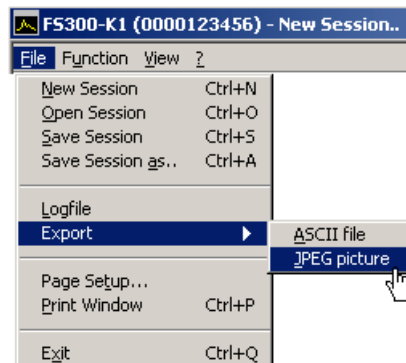 FS300-K1 (0000123456) - New Session..
File Function View ?
New Session Ctrl+N
Open Session Ctrl+O
Save Session Ctrl+S
Save Session as.. Ctrl+A
Logfile
Export
ASCII file
JPEG picture
Page Setup...
Print Window Ctrl+P
Exit Ctrl+Q